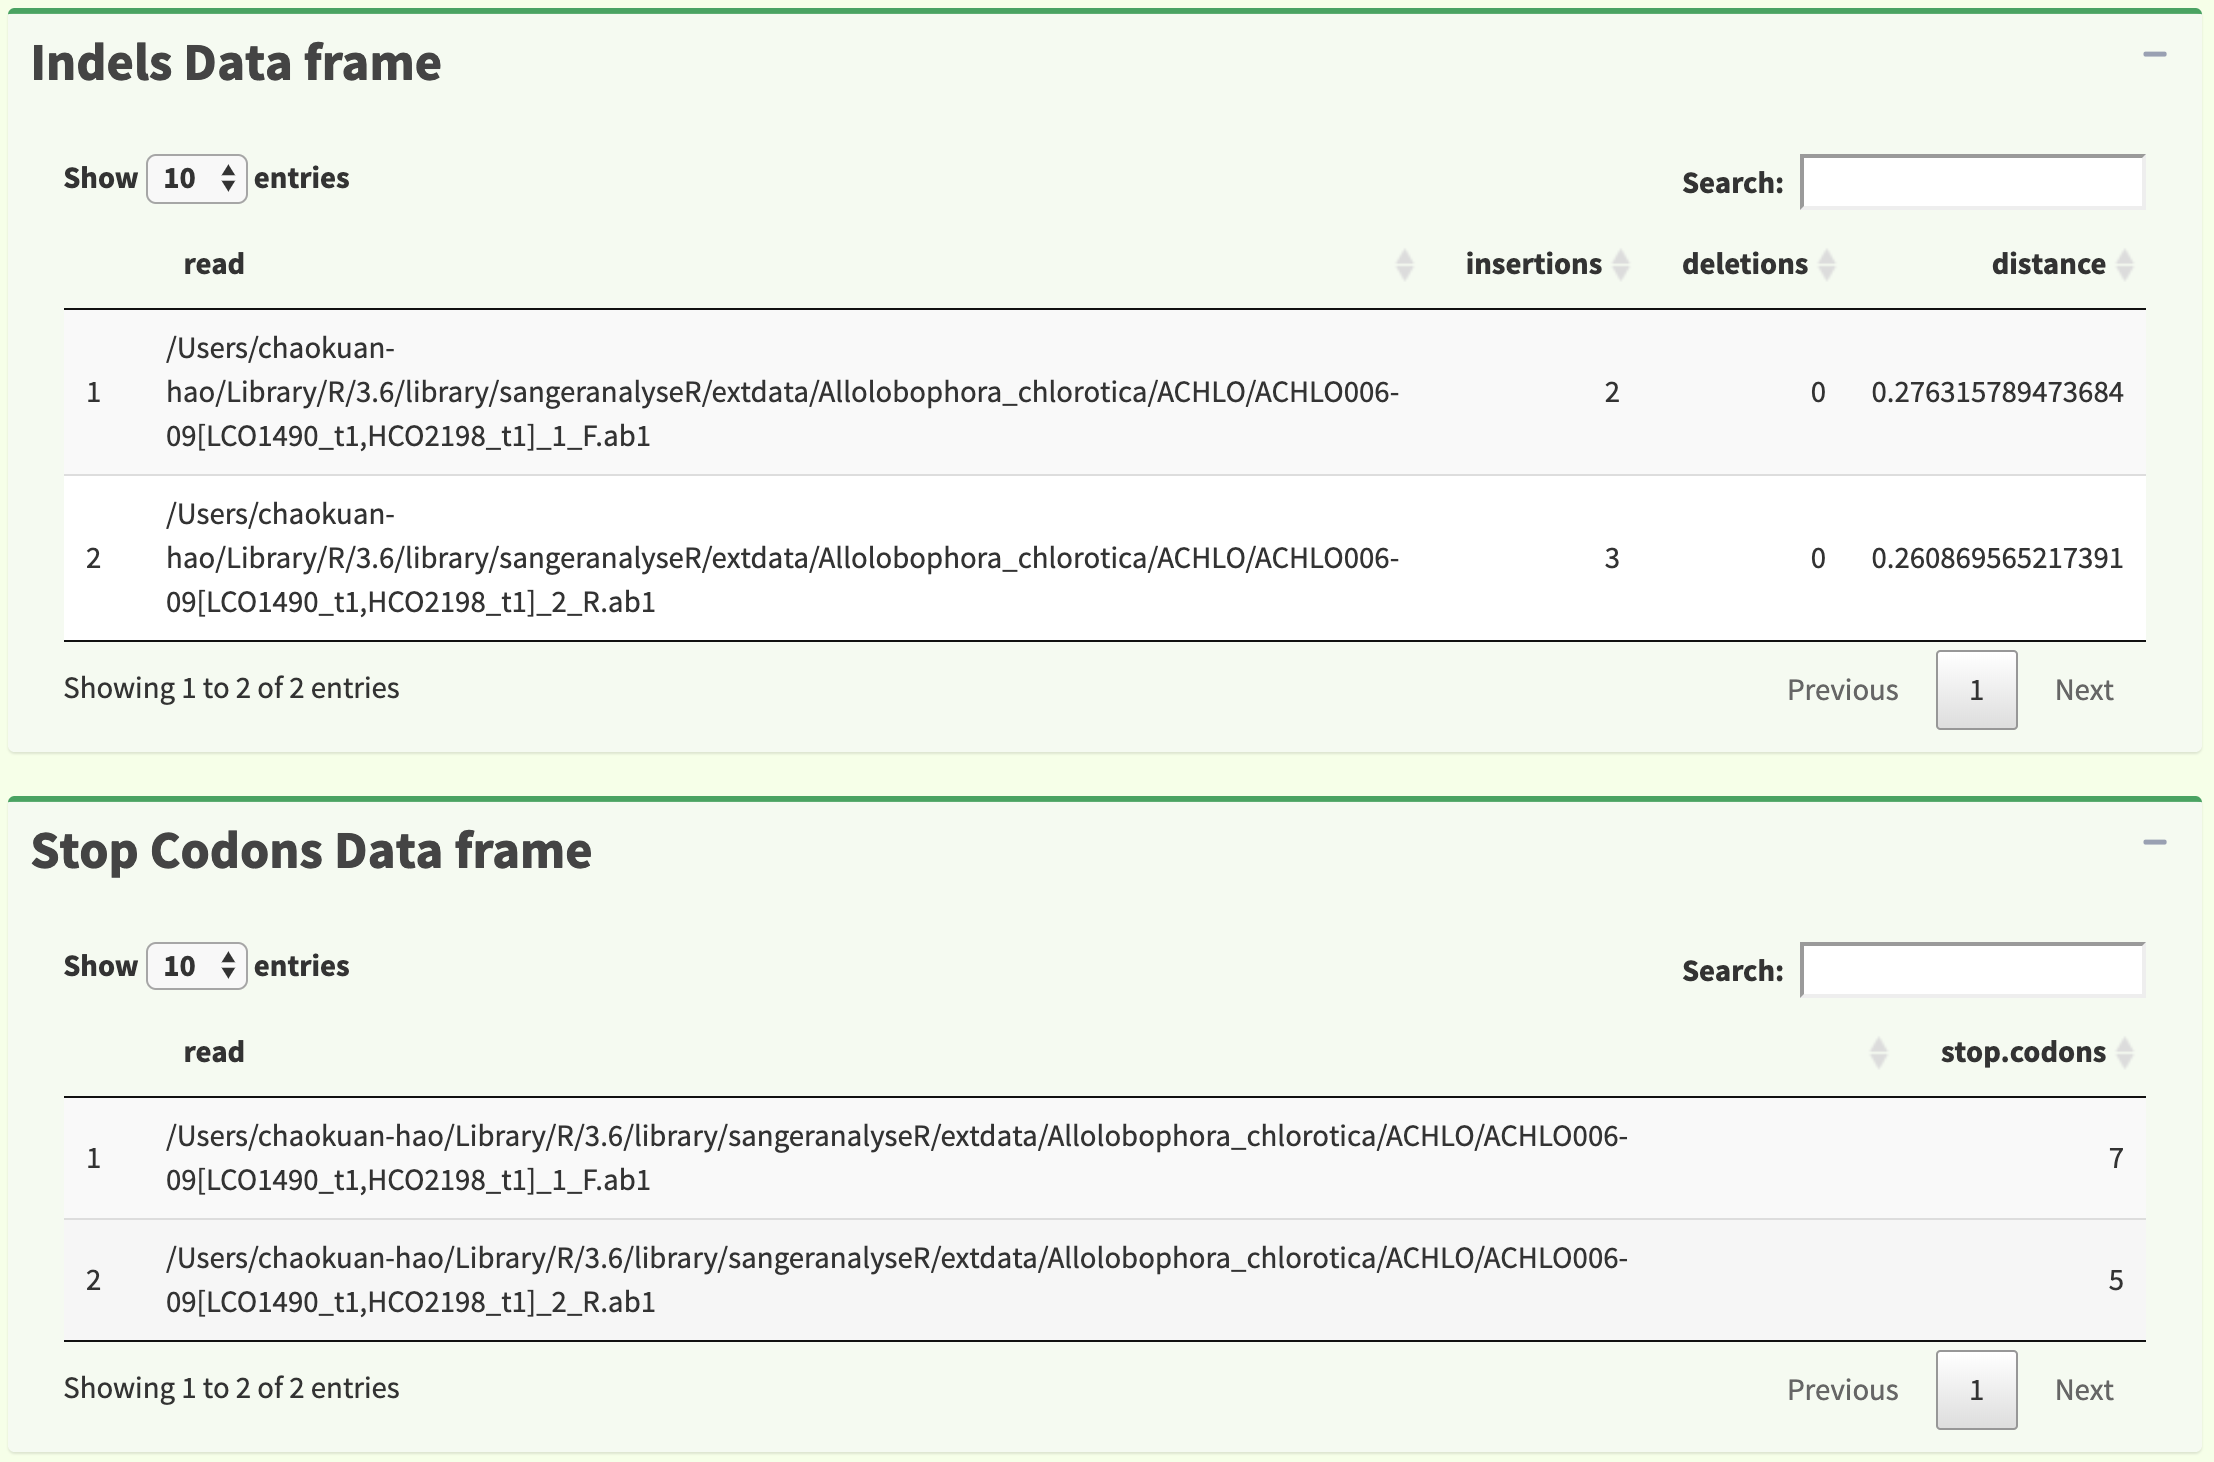 Indels Data frame
Show 10 entries
Search:
read insertions deletions distance
/Users/chaokuan-
1 hao/Library/R/3.6/library/sangeranalyseR/extdata/Allolobophora_chlorotica/ACHLO/ACHLO006- 2 0 0.276315789473684
09[LCO1490_t1,HCO2198_t1]_1_F.ab1
/Users/chaokuan-
2 hao/Library/R/3.6/library/sangeranalyseR/extdata/Allolobophora_chlorotica/ACHLO/ACHLO006- 3 0 0.260869565217391
09[LCO1490_t1,HCO2198_t1]_2_R.ab1
Showing 1 to 2 of 2 entries
Previous 1 Next
Stop Codons Data frame
Show 10 entries
Search:
read stop.codons
1 /Users/chaokuan-hao/Library/R/3.6/library/sangeranalyseR/extdata/Allolobophora_chlorotica/ACHLO/ACHLO006- 7
09[LCO1490_t1,HCO2198_t1]_1_F.ab1
2 /Users/chaokuan-hao/Library/R/3.6/library/sangeranalyseR/extdata/Allolobophora_chlorotica/ACHLO/ACHLO006- 5
09[LCO1490_t1,HCO2198_t1]_2_R.ab1
Showing 1 to 2 of 2 entries
Previous 1 Next